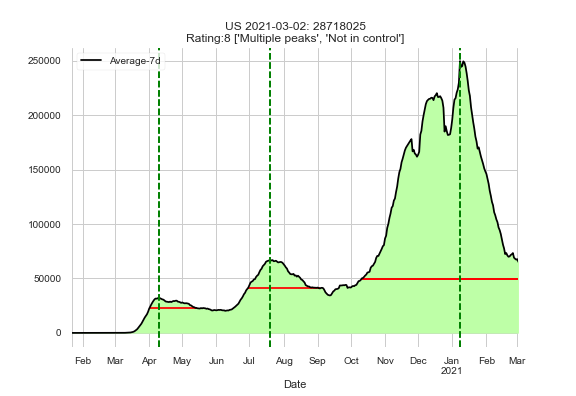 US 2021-03-02: 28718025
Rating:8 ['Multiple peaks', 'Not in control']
Average-7d
250000
200000
150000
100000
50000
0
Feb Mar Apr May Jun Jul Aug Sep Oct Nov Dec Jan Feb Mar
2021
Date